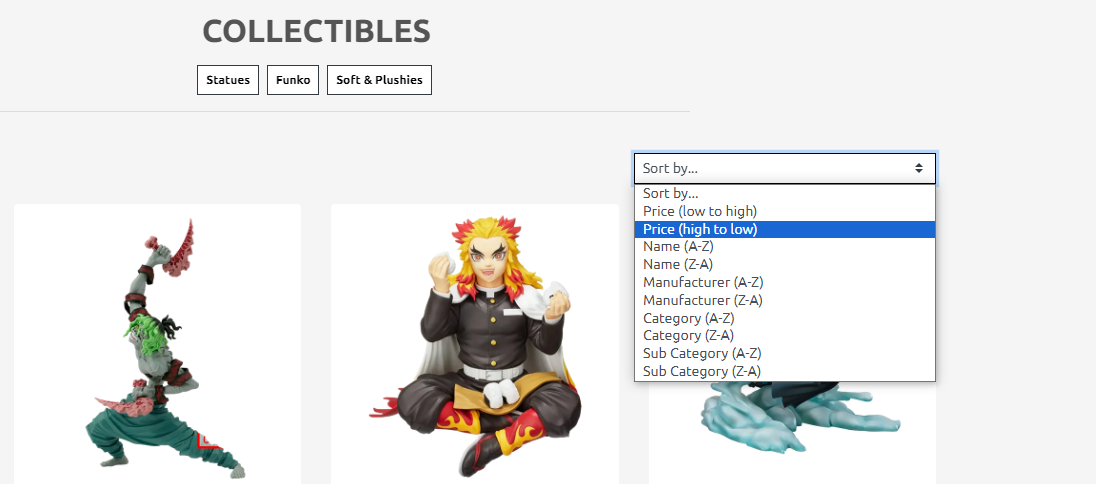 COLLECTIBLES
Statues
Funko
Soft & Plushies
Sort by...
Sort by...
Price (low to high)
Price (high to low)
Name (A-Z)
Name (Z-A)
Manufacturer (A-Z)
Manufacturer (Z-A)
Category (A-Z)
Category (Z-A)
Sub Category (A-Z)
Sub Category (Z-A)